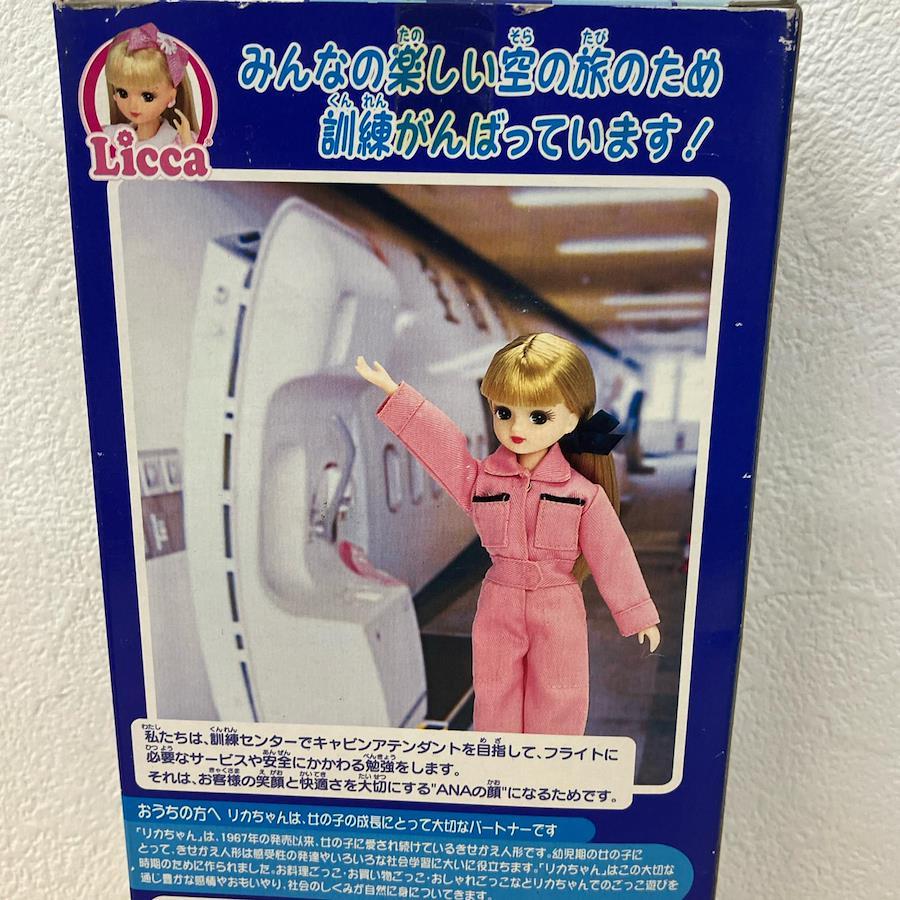 Licca
みんなの楽しい空の旅のため
訓練がんばっています!
私たちは、訓練センターでキャビンアテンダントを目指して、フライトに
必要なサービスや安全にかかわる勉強をします。
それは、お客様の笑顔と快適さを大切にする"ANAの顔"になるためです。
おうちの方へ リカちゃんは、女の子の成長にとって大切なパートナーです
「リカちゃん」は、1967年の発売以来、女の子に愛され続けているきせかえ人形です。幼児期の女の子に
とって、きせかえ人形は感受性の発達やいろいろな社会学習に大いに役立ちます。「リカちゃん」はこの大切な
時期のために作られました。お料理ごっこ・お買い物ごっこ・おしゃれごっこなどリカちゃんでのごっこ遊びを
通じ豊かな感情やおもいやり、社会のしくみが自然に身についてきます。